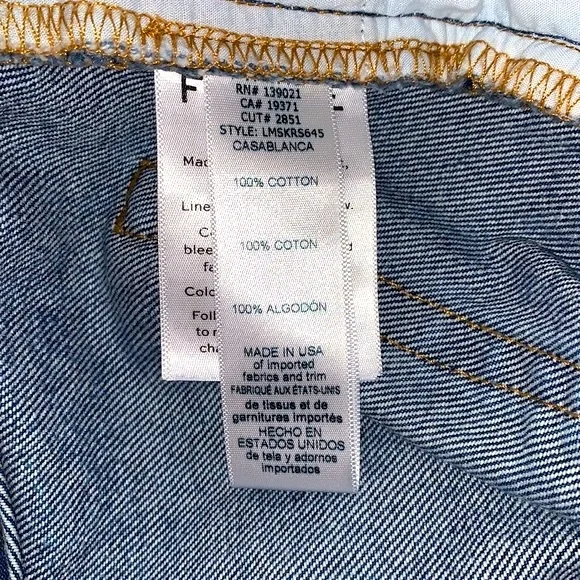 RN# 139021
CA# 19371
CUT# 2851
STYLE: LMSKRS645
CASABLANCA
100% COTTON
100% COTON
100% ALGODÓN
MADE IN USA
of imported
fabrics and trim
FABRIQUÉ AUX ÉTATS-UNIS
de tissus et de
garnitures importés
HECHO EN
ESTADOS UNIDOS
de tela y adornos
importados